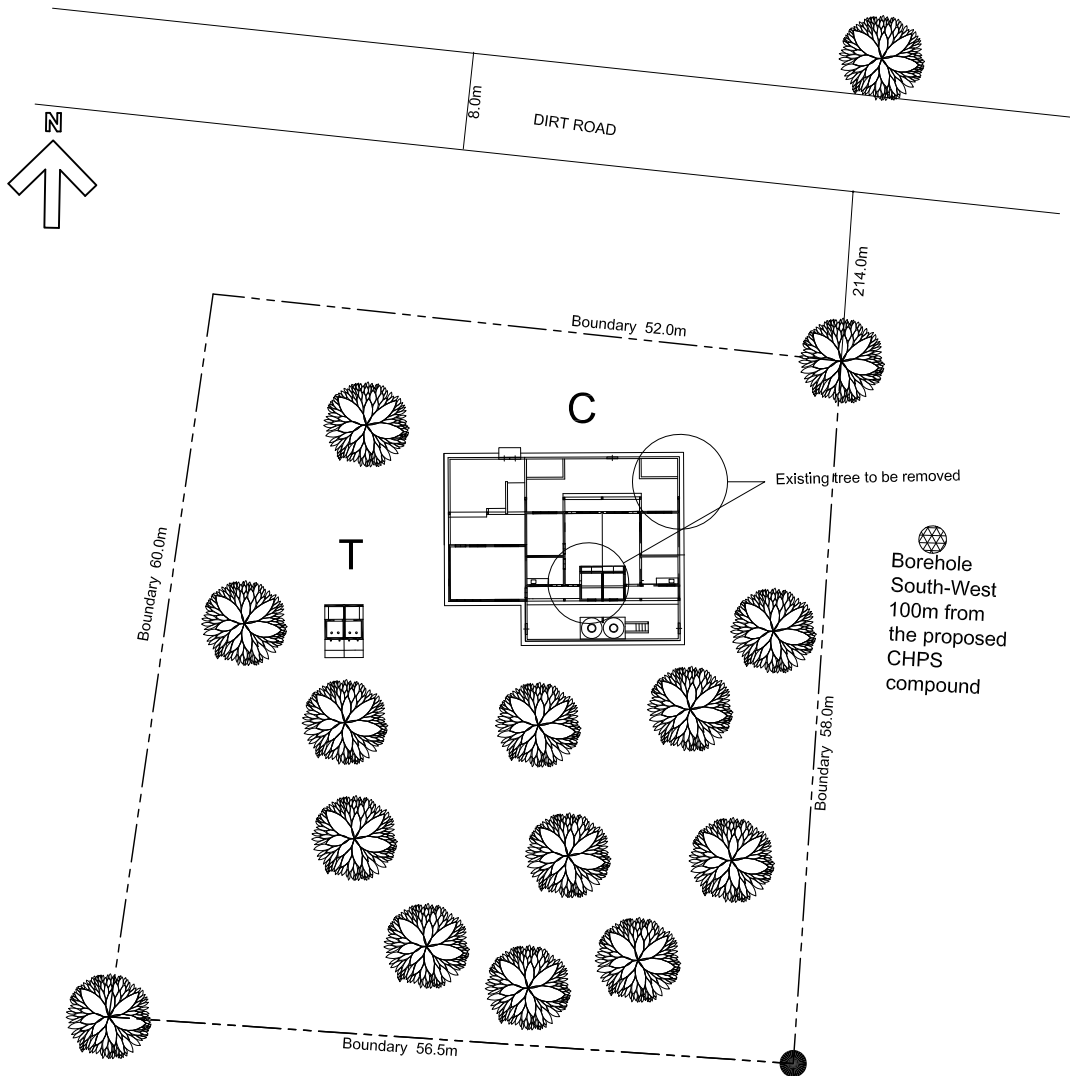 8.0m
DIRT ROAD
N
214.0m
Boundary 52.0m
C
Existing tree to be removed
T
Boundary 60.0m
Borehole
South-West
100m from
the proposed
CHPS
compound
Boundary 58.0m
Boundary 56.5m